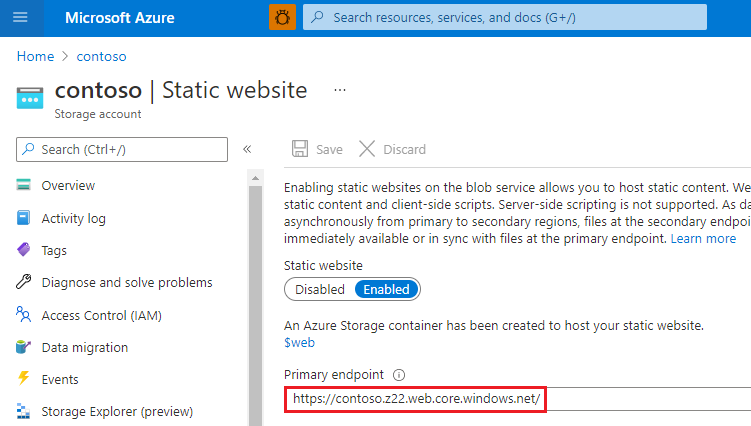 Microsoft Azure
Search resources, services, and docs (G+/)
Home > contoso
contoso | Static website ...
Storage account
Search (Ctrl+/) «
Overview
Activity log
Tags
Diagnose and solve problems
Access Control (IAM)
Data migration
Events
Storage Explorer (preview)
Save Discard
Enabling static websites on the blob service allows you to host static content. We
static content and client-side scripts. Server-side scripting is not supported. As da
asynchronously from primary to secondary regions, files at the secondary endpoi
immediately available or in sync with files at the primary endpoint. Learn more
Static website
Disabled Enabled
An Azure Storage container has been created to host your static website.
$web
Primary endpoint
https://contoso.z22.web.core.windows.net/